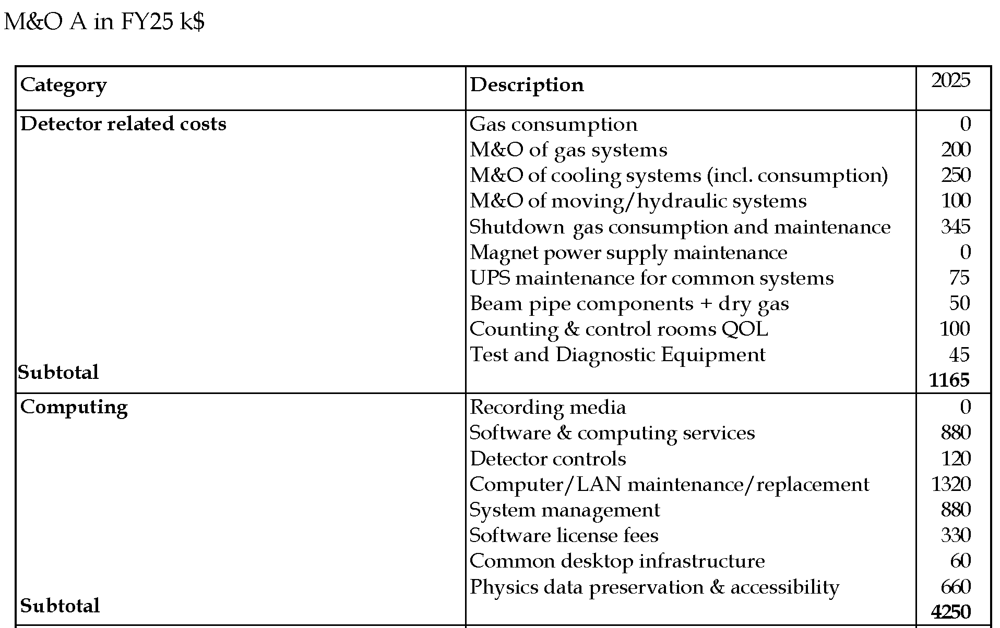 M&O A in FY25 k$
Category Description 2025
Detector related costs Gas consumption 0
M&O of gas systems 200
M&O of cooling systems (incl. consumption) 250
M&O of moving/hydraulic systems 100
Shutdown gas consumption and maintenance 345
Magnet power supply maintenance 0
UPS maintenance for common systems 75
Beam pipe components + dry gas 50
Counting & control rooms QOL 100
Test and Diagnostic Equipment 45
Subtotal 1165
Computing Recording media 0
Software & computing services 880
Detector controls 120
Computer/LAN maintenance/replacement 1320
System management 880
Software license fees 330
Common desktop infrastructure 60
Physics data preservation & accessibility 660
Subtotal 4250